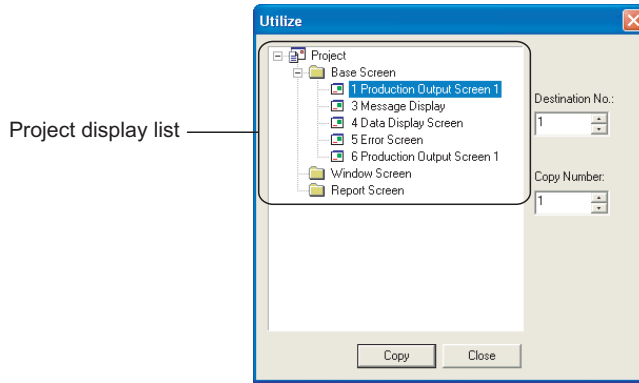 Utilize
Project
Base Screen
1 Production Output Screen 1
3 Message Display
4 Data Display Screen
5 Error Screen
6 Production Output Screen 1
Window Screen
Report Screen
Project display list
Destination No.:
1
Copy Number:
1
Copy
Close